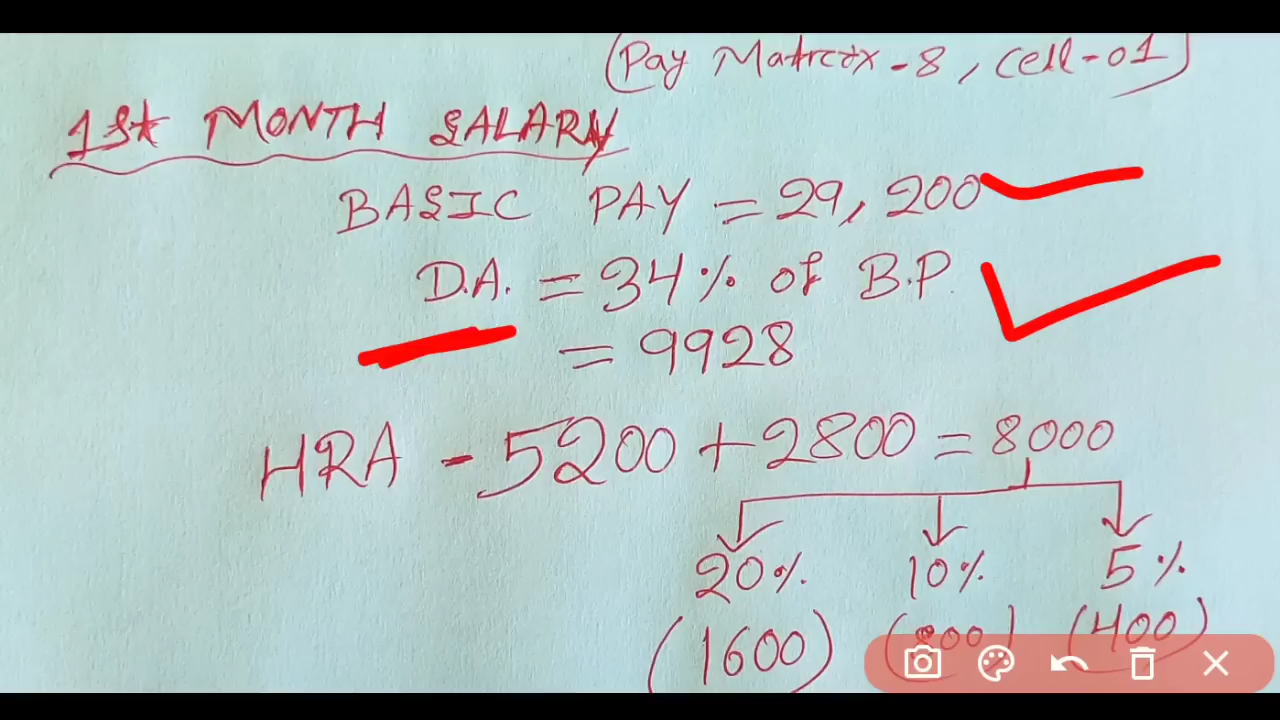 (Pay Matrix - 8, Cell - 01)
1st MONTH SALARY
BASIC PAY = 29,200
D.A. = 34% of B.P.
= 9928
HRA - 5200 + 2800 = 8000
20% 10% 5%
(1600) (800) (400)